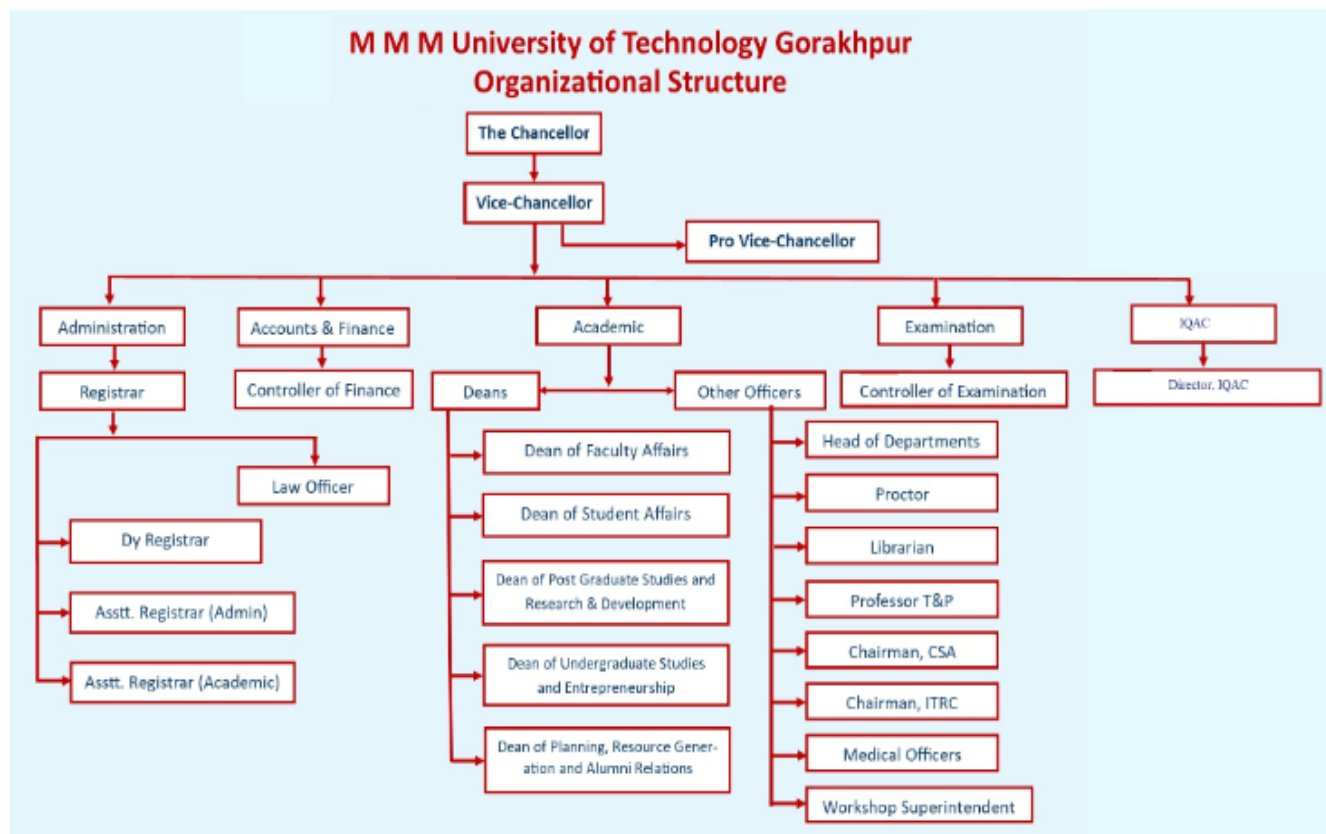 M M M University of Technology Gorakhpur
Organizational Structure
The Chancellor
Vice-Chancellor
Pro Vice-Chancellor
Administration
Accounts & Finance
Academic
Examination
IQAC
Registrar
Controller of Finance
Deans
Other Officers
Controller of Examination
Director, IQAC
Law Officer
Dy Registrar
Asstt. Registrar (Admin)
Asstt. Registrar (Academic)
Dean of Faculty Affairs
Dean of Student Affairs
Dean of Post Graduate Studies and
Research & Development
Dean of Undergraduate Studies
and Entrepreneurship
Dean of Planning, Resource Gener-
ation and Alumni Relations
Head of Departments
Proctor
Librarian
Professor T&P
Chairman, CSA
Chairman, ITRC
Medical Officers
Workshop Superintendent